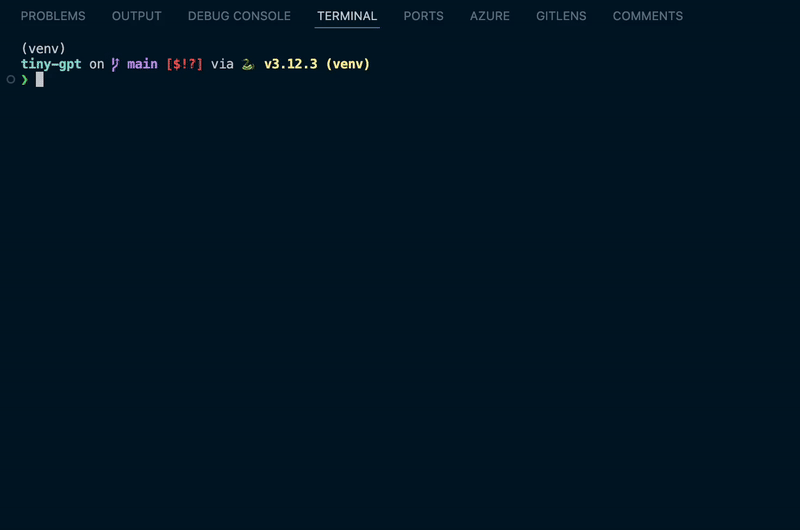 PROBLEMS OUTPUT DEBUG CONSOLE TERMINAL PORTS AZURE GITLENS COMMENTS
(venv)
tiny-gpt on main [$!?] via 🐍 v3.12.3 (venv)
❯